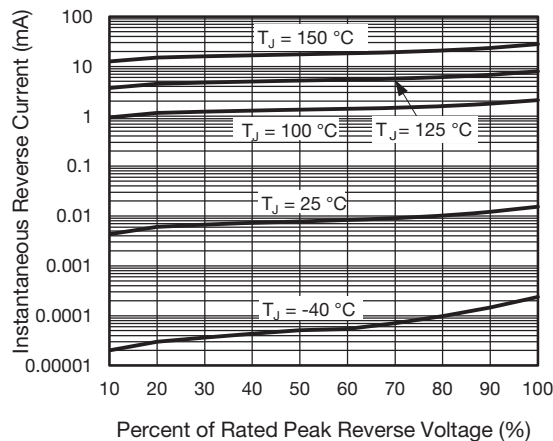 Instantaneous Reverse Current (mA)
100
10
1
0.1
0.01
0.001
0.0001
0.00001
T_J = 150 °C
T_J = 100 °C
T_J = 125 °C
T_J = 25 °C
T_J = -40 °C
10 20 30 40 50 60 70 80 90 100
Percent of Rated Peak Reverse Voltage (%)